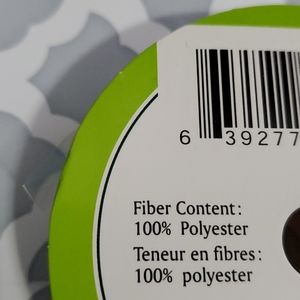 6 39277
Fiber Content:
100% Polyester
Teneur en fibres:
100% polyester